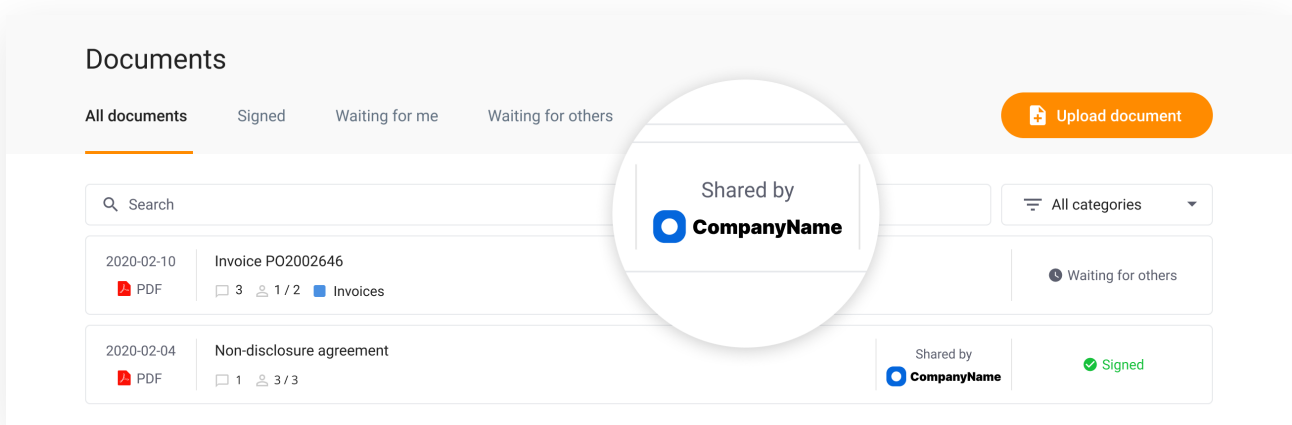 Documents
All documents Signed Waiting for me Waiting for others
Upload document
Search
All categories
Shared by
CompanyName
2020-02-10
PDF
Invoice PO2002646
3 1 / 2 Invoices
Waiting for others
2020-02-04
PDF
Non-disclosure agreement
1 3 / 3
Shared by
CompanyName
Signed